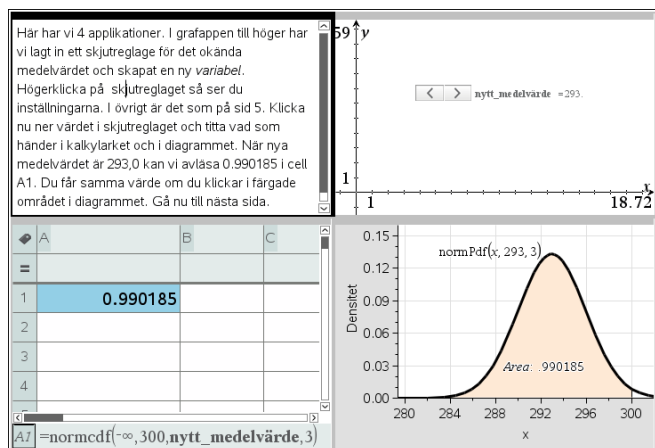 Här har vi 4 applikationer. I grafappen till höger har
vi lagt in ett skjutreglage för det okända
medelvärdet och skapat en ny variabel.
Högerklicka på skjutreglaget så ser du
inställningarna. I övrigt är det som på sid 5. Klicka
nu ner värdet i skjutreglaget och titta vad som
händer i kalkylarket och i diagrammet. När nya
medelvärdet är 293,0 kan vi avläsa 0.990185 i cell
A1. Du får samma värde om du klickar i färgade
området i diagrammet. Gå nu till nästa sida.
59 y
nytt_medelvärde =293.
1
x
1 18.72
A B C
=
1 0.990185
2
3
4
5
A1 =normcdf(-∞,300,nytt_medelvärde,3)
0.15
normPdf(x, 293, 3)
0.12
Densitet
0.09
0.06
0.03
Area: .990185
0.00
280 284 288 292 296 300
x